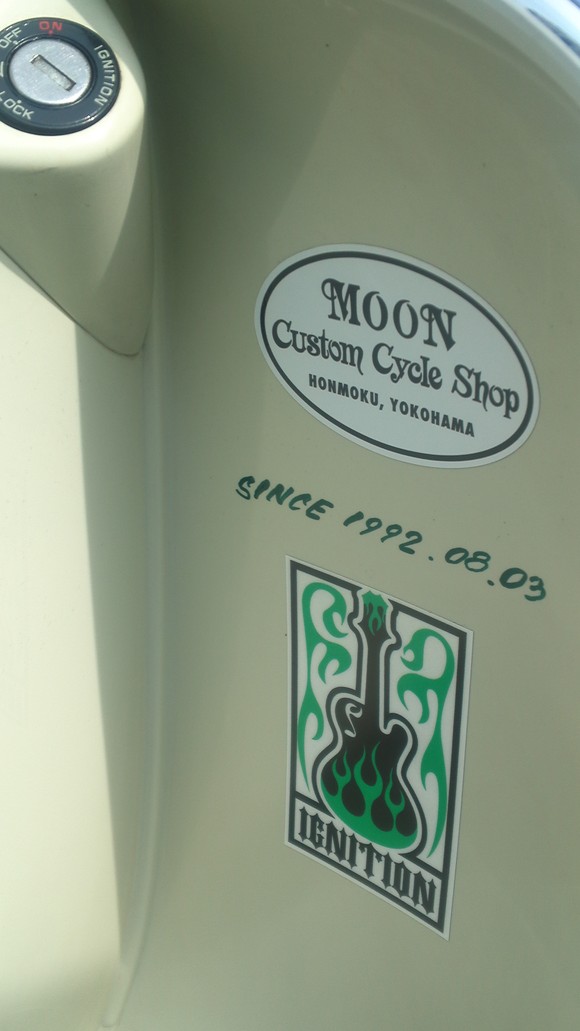 OFF ON IGNITION
LOCK
MOON
Custom Cycle Shop
HONMOKU, YOKOHAMA
SINCE 1992.08.03
IGNITION